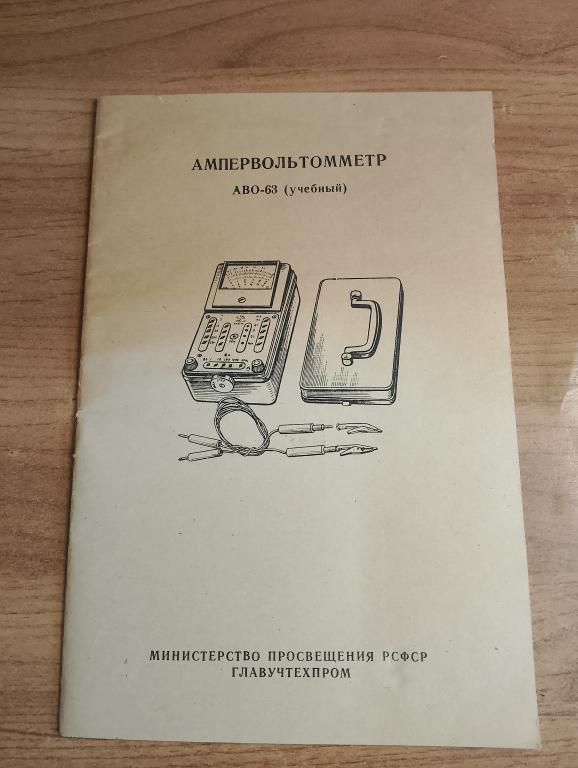 АМПЕРВОЛЬТОММЕТР
АВО-63 (учебный)
МИНИСТЕРСТВО ПРОСВЕЩЕНИЯ РСФСР
ГЛАВУЧТЕХПРОМ